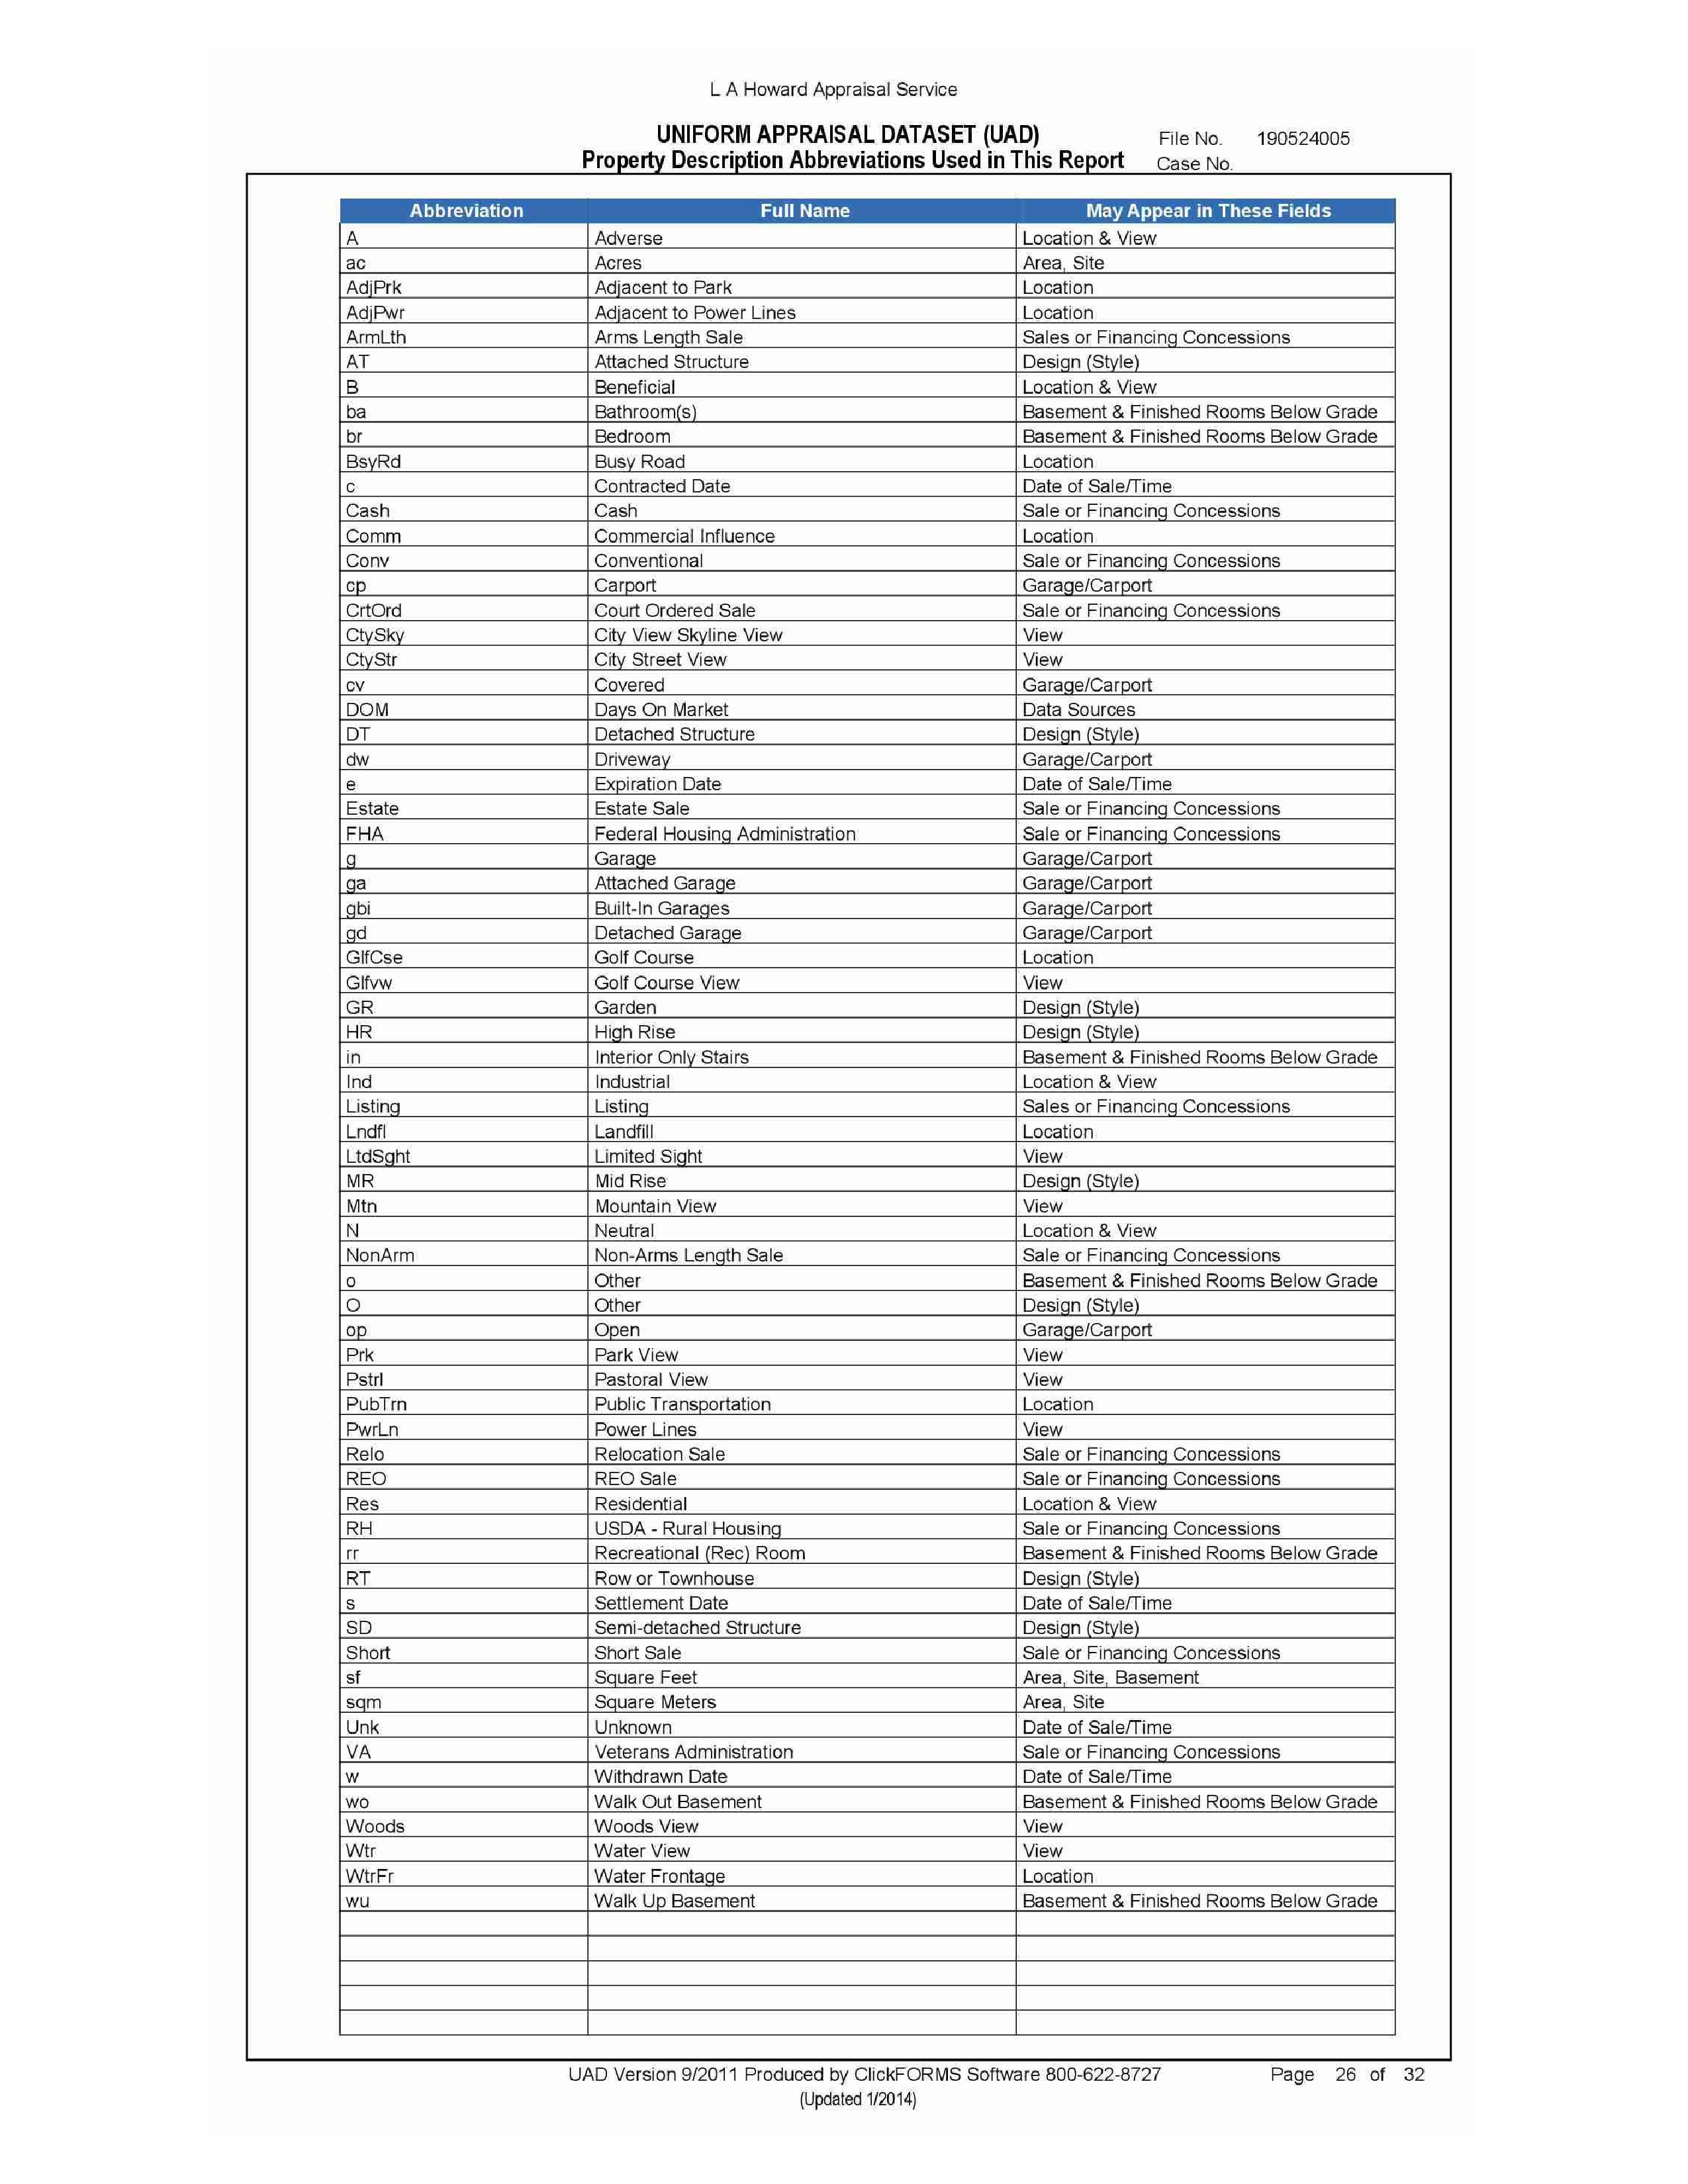 L A Howard Appraisal Service
UNIFORM APPRAISAL DATASET (UAD)
File No. 190524005
Property Description Abbreviations Used in This Report
Case No.
Abbreviation Full Name May Appear in These Fields
A Adverse Location & View
ac Acres Area, Site
AdjPrk Adjacent to Park Location
AdjPwr Adjacent to Power Lines Location
ArmLth Arms Length Sale Sales or Financing Concessions
AT Attached Structure Design (Style)
B Beneficial Location & View
ba Bathroom(s) Basement & Finished Rooms Below Grade
br Bedroom Basement & Finished Rooms Below Grade
BsyRd Busy Road Location
c Contracted Date Date of Sale/Time
Cash Cash Sale or Financing Concessions
Comm Commercial Influence Location
Conv Conventional Sale or Financing Concessions
cp Carport Garage/Carport
CrtOrd Court Ordered Sale Sale or Financing Concessions
CtySky City View Skyline View View
CtyStr City Street View View
cv Covered Garage/Carport
DOM Days On Market Data Sources
DT Detached Structure Design (Style)
dw Driveway Garage/Carport
e Expiration Date Date of Sale/Time
Estate Estate Sale Sale or Financing Concessions
FHA Federal Housing Administration Sale or Financing Concessions
g Garage Garage/Carport
ga Attached Garage Garage/Carport
gbi Built-In Garages Garage/Carport
gd Detached Garage Garage/Carport
GlfCse Golf Course Location
Glfvw Golf Course View View
GR Garden Design (Style)
HR High Rise Design (Style)
in Interior Only Stairs Basement & Finished Rooms Below Grade
Ind Industrial Location & View
Listing Listing Sales or Financing Concessions
Lndfl Landfill Location
LtdSght Limited Sight View
MR Mid Rise Design (Style)
Mtn Mountain View View
N Neutral Location & View
NonArm Non-Arms Length Sale Sale or Financing Concessions
o Other Basement & Finished Rooms Below Grade
O Other Design (Style)
op Open Garage/Carport
Prk Park View View
Pstrl Pastoral View View
PubTrn Public Transportation Location
PwrLn Power Lines View
Relo Relocation Sale Sale or Financing Concessions
REO REO Sale Sale or Financing Concessions
Res Residential Location & View
RH USDA - Rural Housing Sale or Financing Concessions
rr Recreational (Rec) Room Basement & Finished Rooms Below Grade
RT Row or Townhouse Design (Style)
s Settlement Date Date of Sale/Time
SD Semi-detached Structure Design (Style)
Short Short Sale Sale or Financing Concessions
sf Square Feet Area, Site, Basement
sqm Square Meters Area, Site
Unk Unknown Date of Sale/Time
VA Veterans Administration Sale or Financing Concessions
w Withdrawn Date Date of Sale/Time
wo Walk Out Basement Basement & Finished Rooms Below Grade
Woods Woods View View
Wtr Water View View
WtrFr Water Frontage Location
wu Walk Up Basement Basement & Finished Rooms Below Grade
UAD Version 9/2011 Produced by ClickFORMS Software 800-622-8727 Page 26 of 32
(Updated 1/2014)